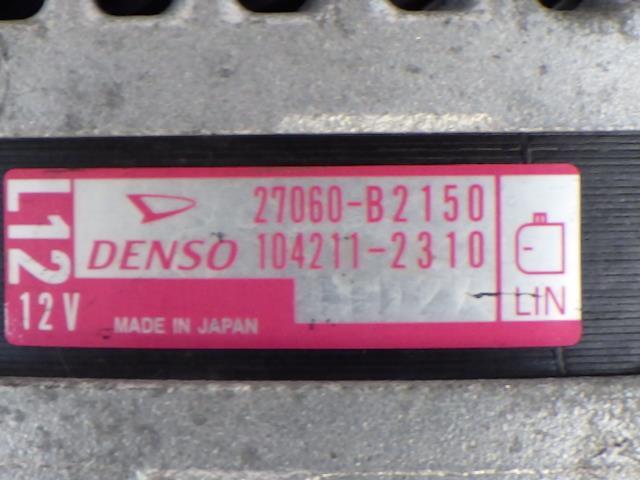 L12
27060-B2150
DENSO 104211-2310
12V
MADE IN JAPAN
LIN